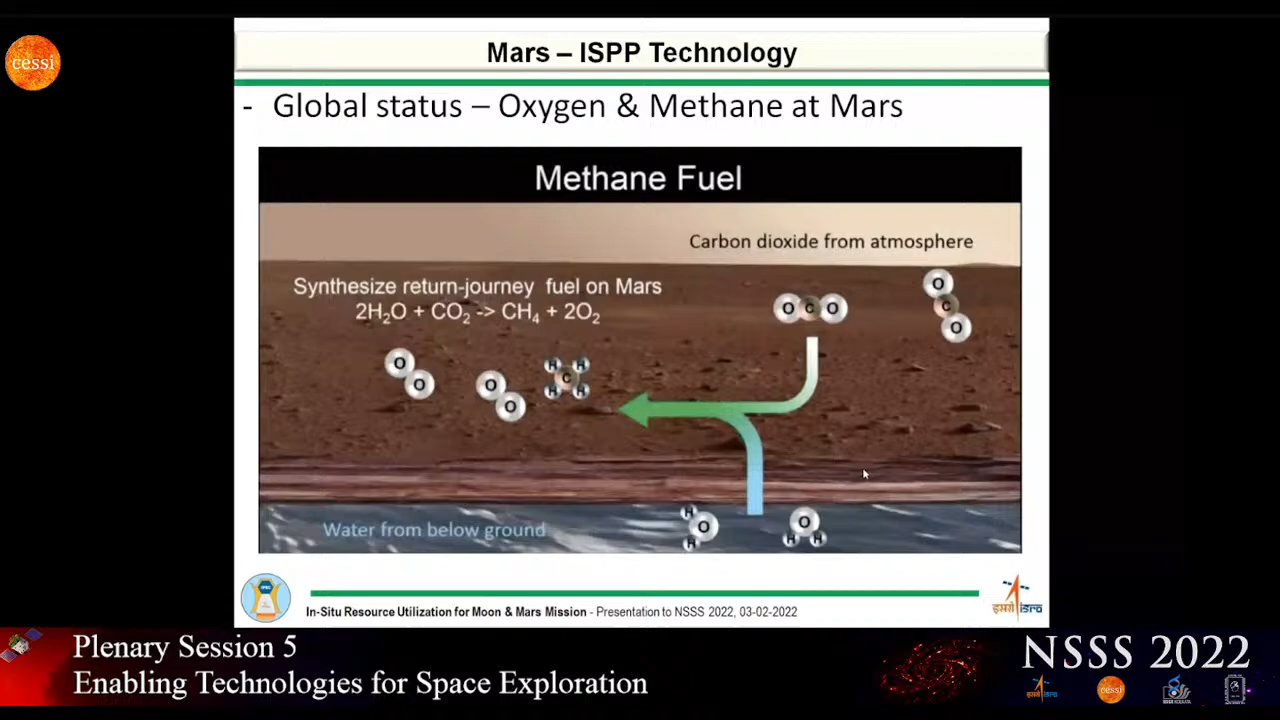 cessi
Mars – ISPP Technology
- Global status – Oxygen & Methane at Mars
Methane Fuel
Carbon dioxide from atmosphere
Synthesize return-journey fuel on Mars
2H₂O + CO₂ -> CH₄ + 2O₂
O C O
O
C
O
O
O
O
O
H H
C
H H
Water from below ground
H
O
H
O
H H
In-Situ Resource Utilization for Moon & Mars Mission - Presentation to NSSS 2022, 03-02-2022
इसरो isra
Plenary Session 5
Enabling Technologies for Space Exploration
NSSS 2022